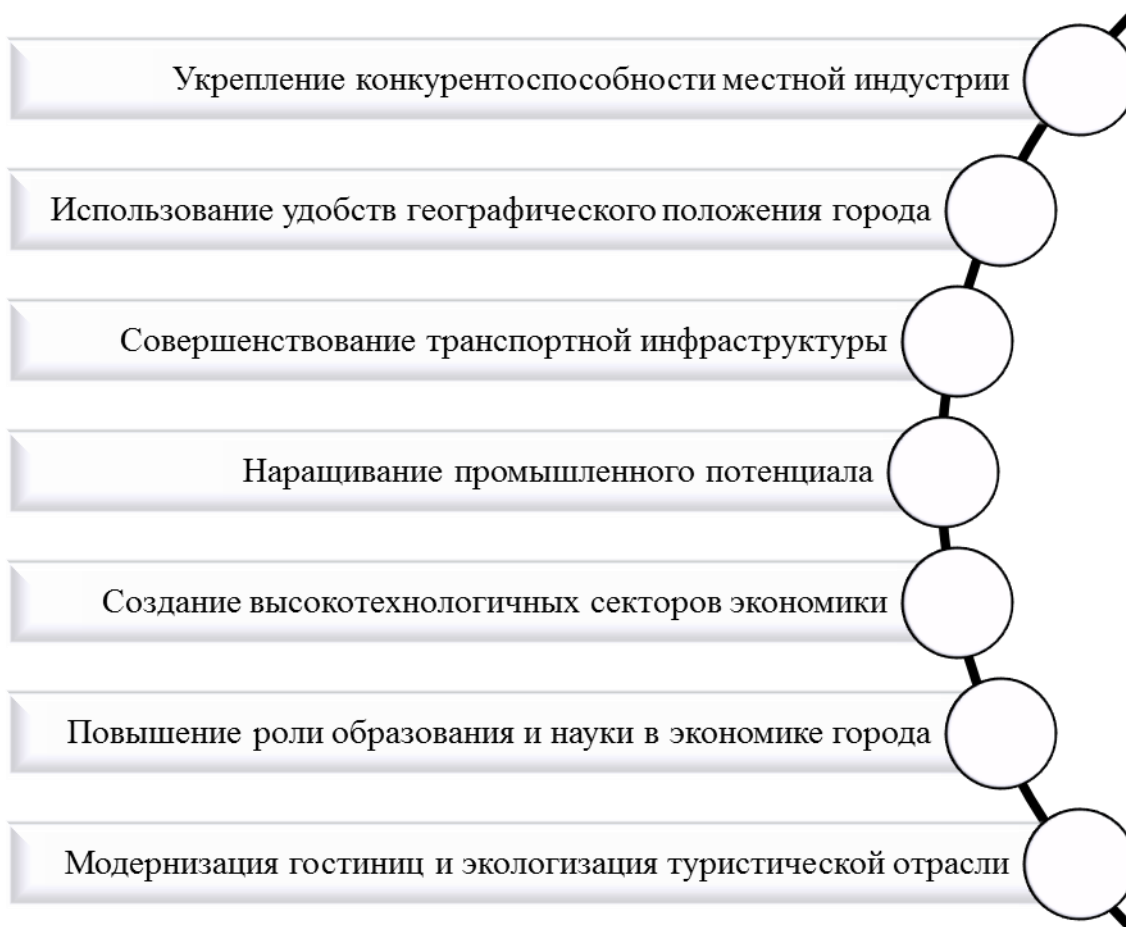 Укрепление конкурентоспособности местной индустрии
Использование удобств географического положения города
Совершенствование транспортной инфраструктуры
Наращивание промышленного потенциала
Создание высокотехнологичных секторов экономики
Повышение роли образования и науки в экономике города
Модернизация гостиниц и экологизация туристической отрасли